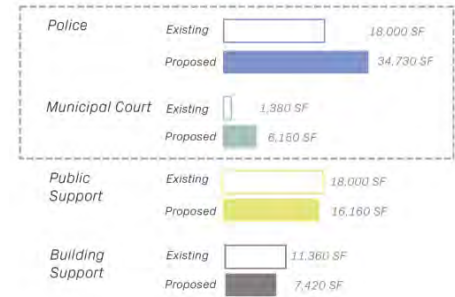 Police Existing 18,000 SF
Proposed 34,730 SF
Municipal Court Existing 1,380 SF
Proposed 6,150 SF
Public Support Existing 18,000 SF
Proposed 16,160 SF
Building Support Existing 11,360 SF
Proposed 7,420 SF